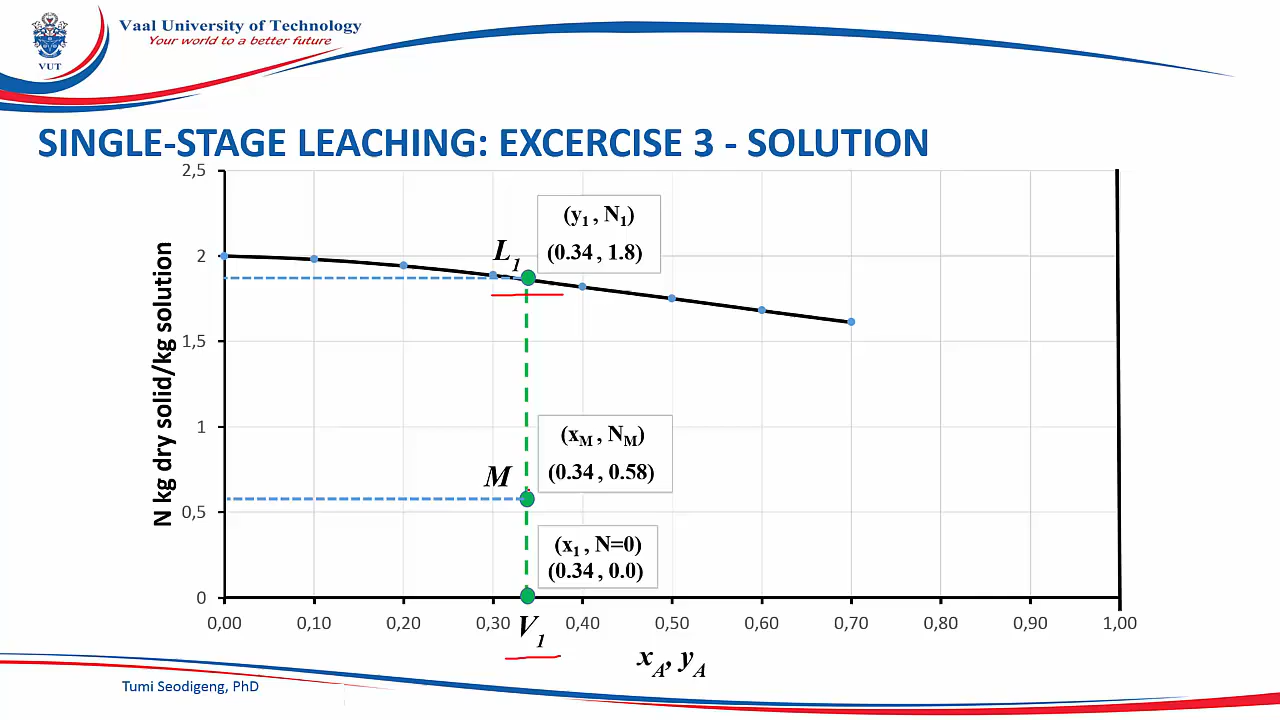 Vaal University of Technology
Your world to a better future
VUT
SINGLE-STAGE LEACHING: EXCERCISE 3 - SOLUTION
N kg dry solid/kg solution
2,5
2
1,5
1
0,5
0
L1
(y1 , N1)
(0.34 , 1.8)
M
(xM , NM)
(0.34 , 0.58)
(x1 , N=0)
(0.34 , 0.0)
0,00 0,10 0,20 0,30 0,40 0,50 0,60 0,70 0,80 0,90 1,00
V1
xA, yA
Tumi Seodigeng, PhD